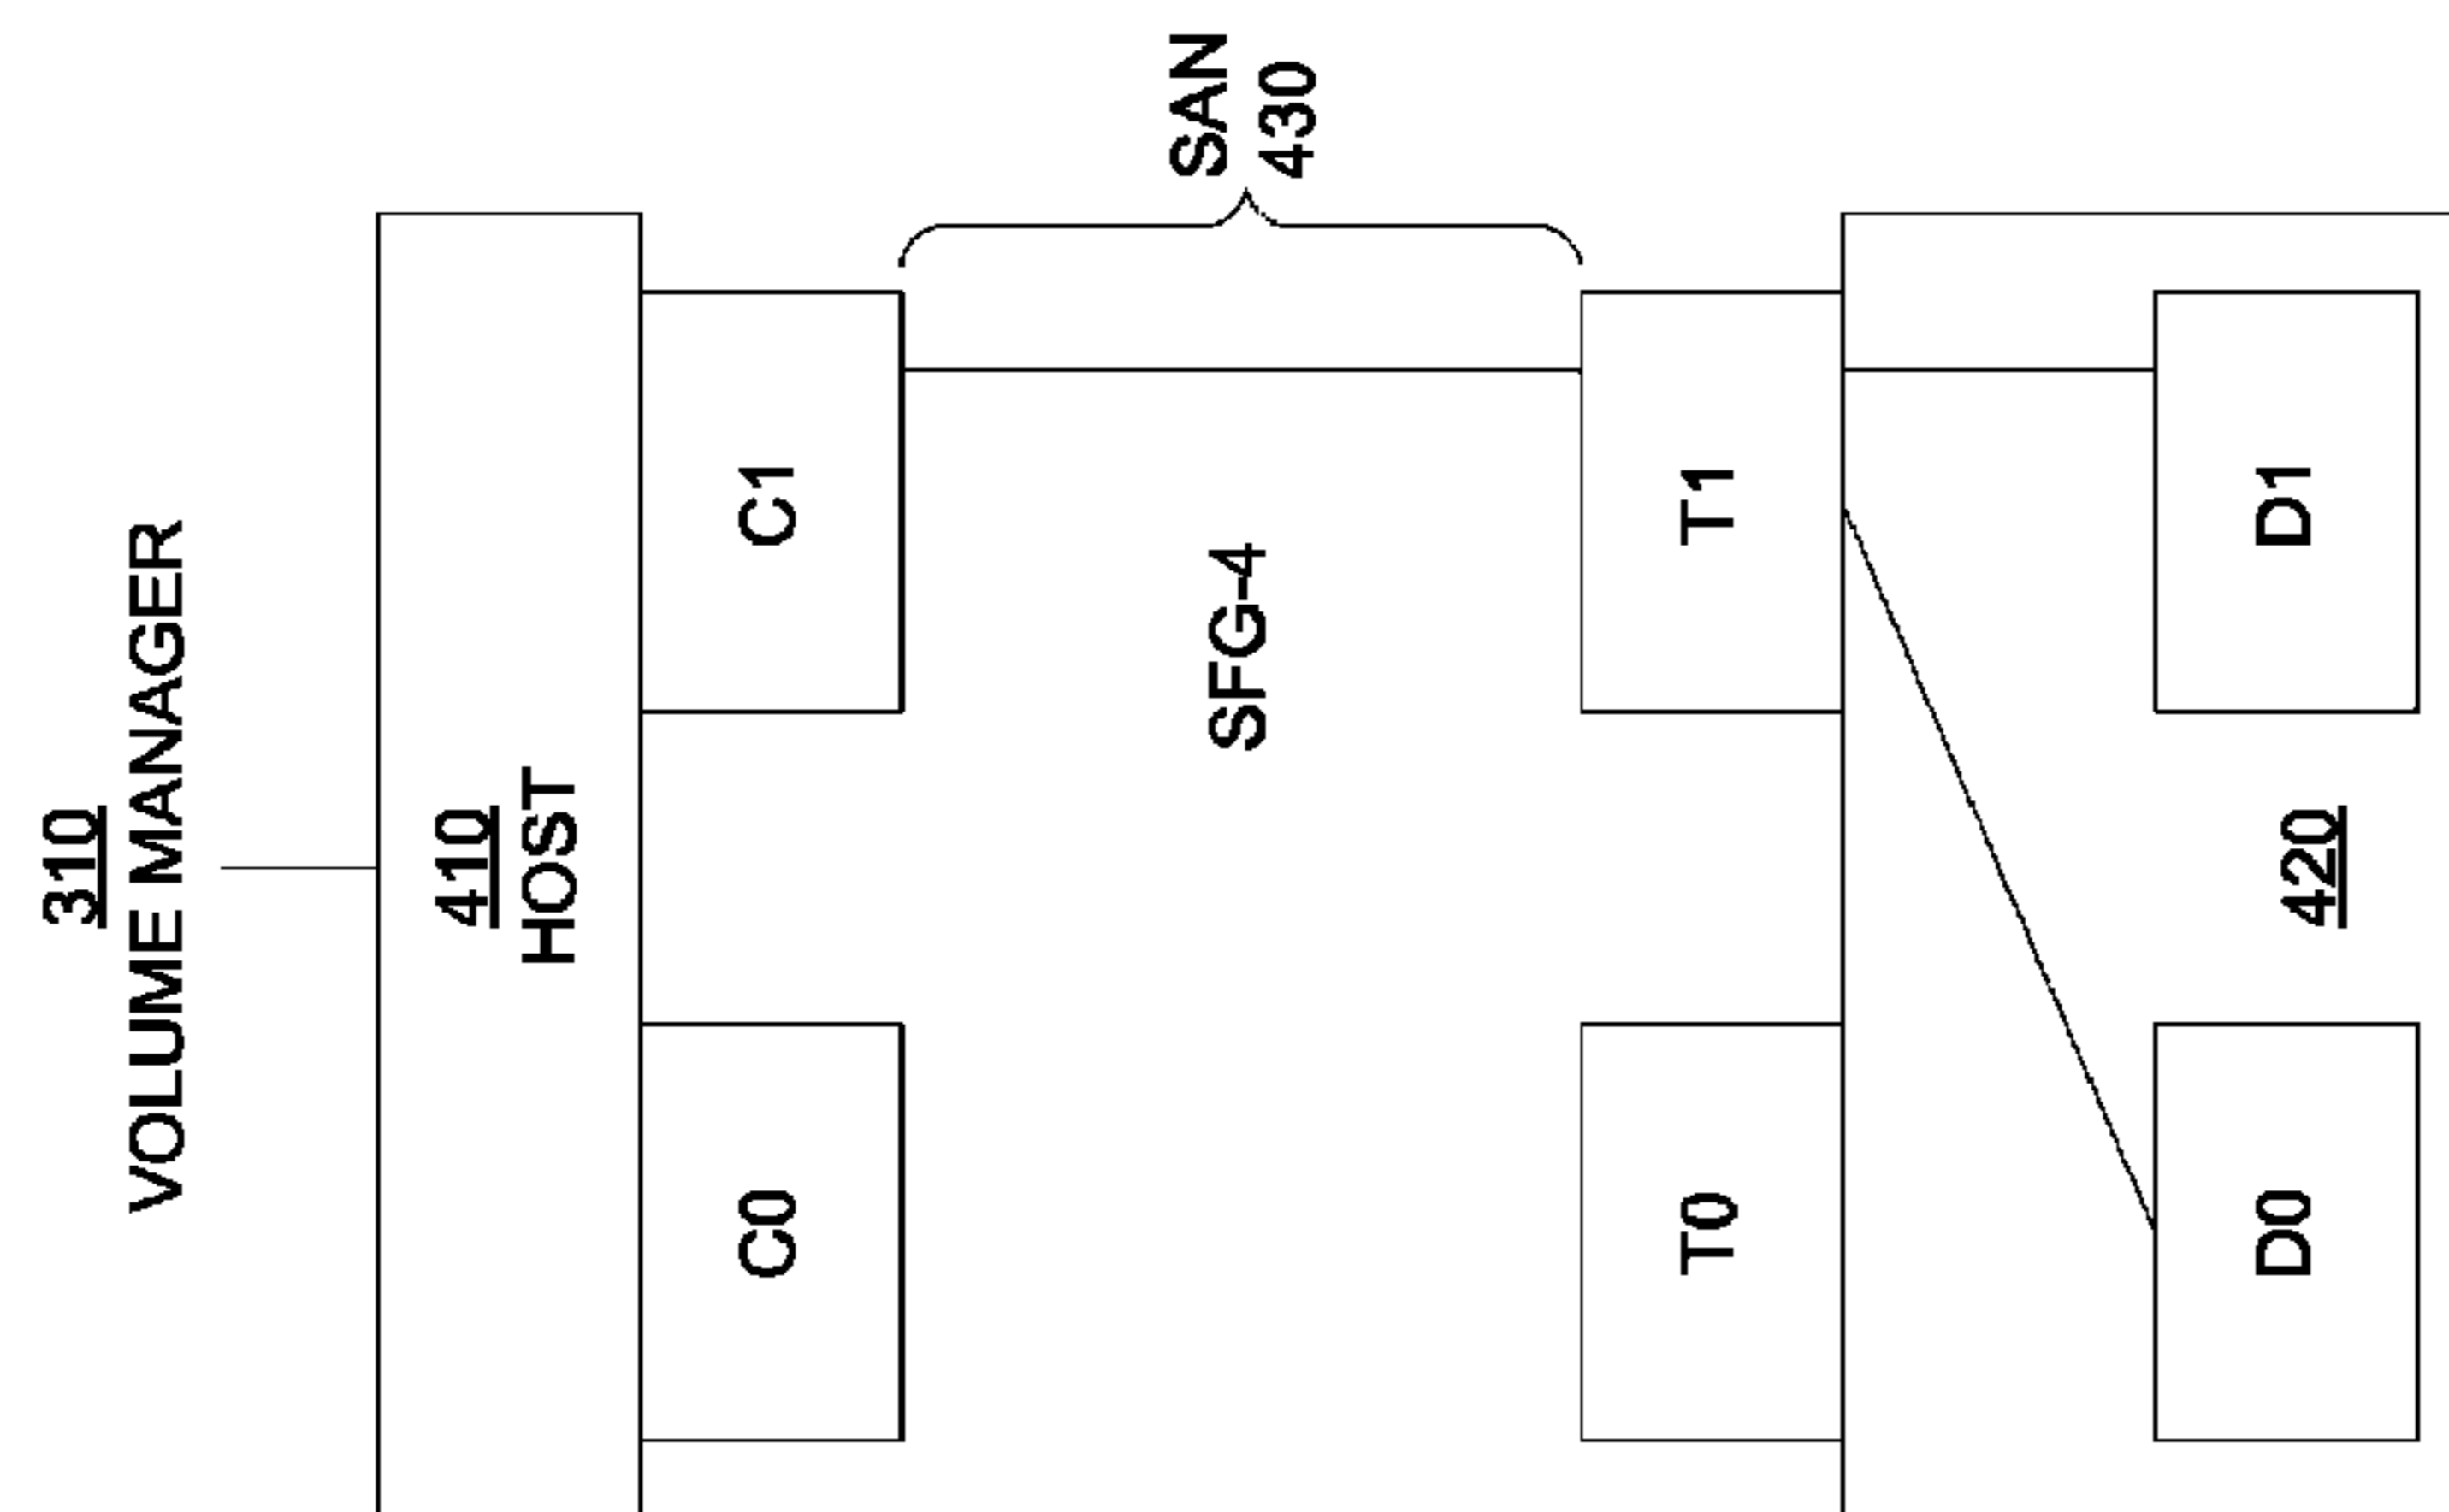 310
VOLUME MANAGER
410
HOST
C0
C1
SFG-4
SAN
430
T0
T1
D0
420
D1